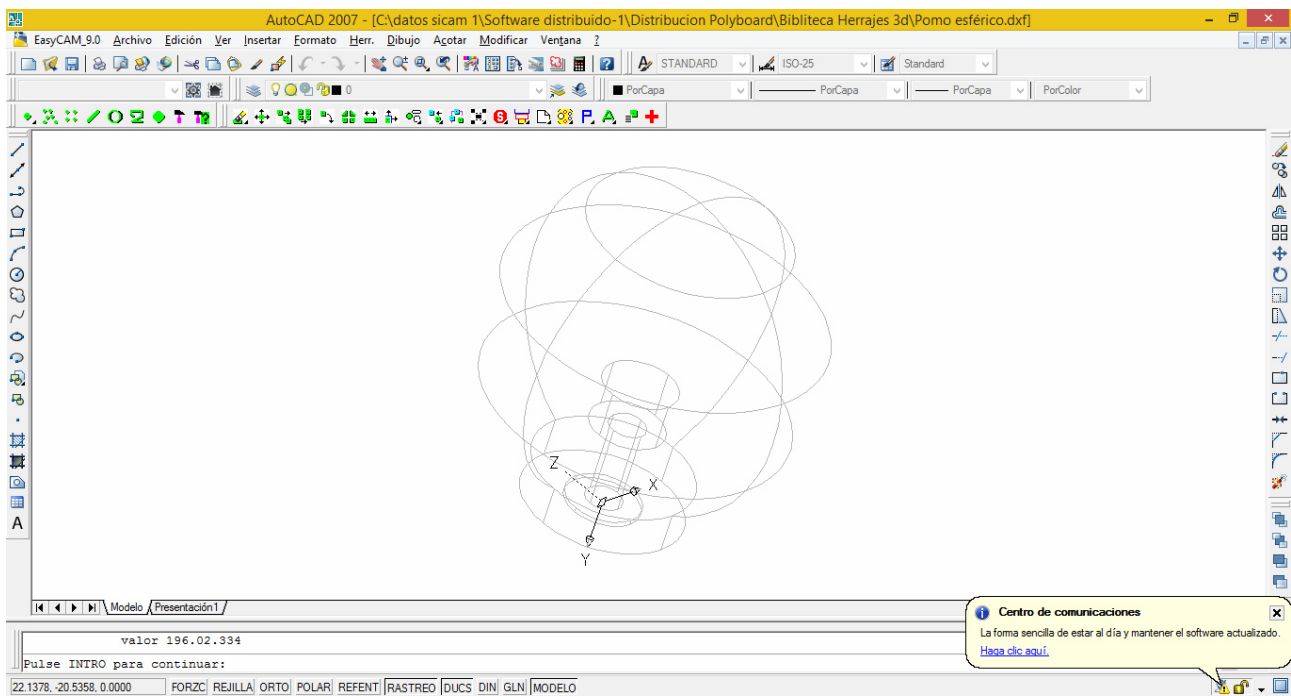 AutoCAD 2007 - [C:\datos sicam 1\Software distribuido-1\Distribucion Polyboard\Bibliteca Herrajes 3d\Pomo esférico.dxf]
EasyCAM_9.0 Archivo Edición Ver Insertar Formato Herr. Dibujo Acotar Modificar Ventana ?
STANDARD ISO-25 Standard
0 PorCapa PorCapa PorCapa PorColor
Z X
Y
Modelo Presentación1
valor 196.02.334
Pulse INTRO para continuar:
Centro de comunicaciones
La forma sencilla de estar al día y mantener el software actualizado.
Haga clic aquí.
22.1378, -20.5358, 0.0000 FORZC REJILLA ORTO POLAR REFENT RASTREO DUCS DIN GLN MODELO